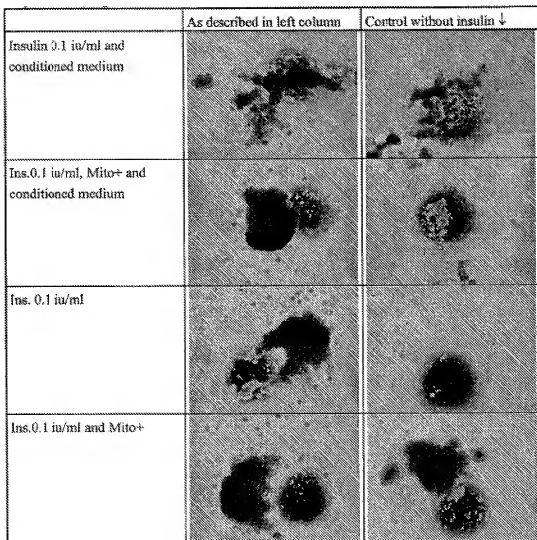 As described in left column
Control without insulin ↓
Insulin 0.1 iu/ml and
conditioned medium
Ins.0.1 iu/ml, Mito+ and
conditioned medium
Ins. 0.1 iu/ml
Ins.0.1 iu/ml and Mito+